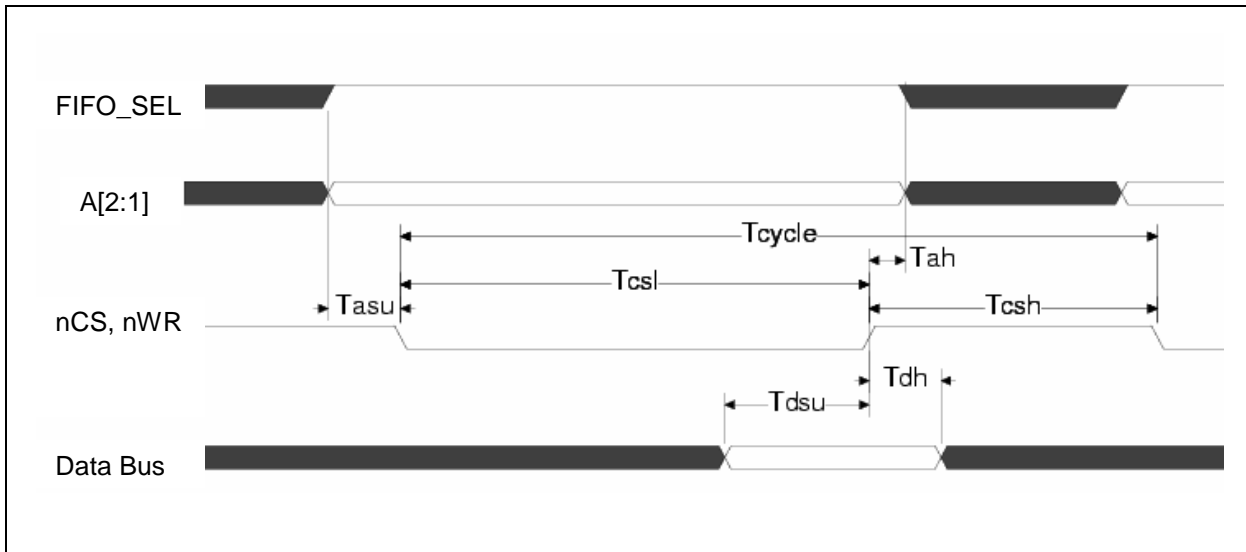 FIFO_SEL
A[2:1]
Tcycle
Tah
Tcsl
Tasu
Tcsh
nCS, nWR
Tdh
Tdsu
Data Bus